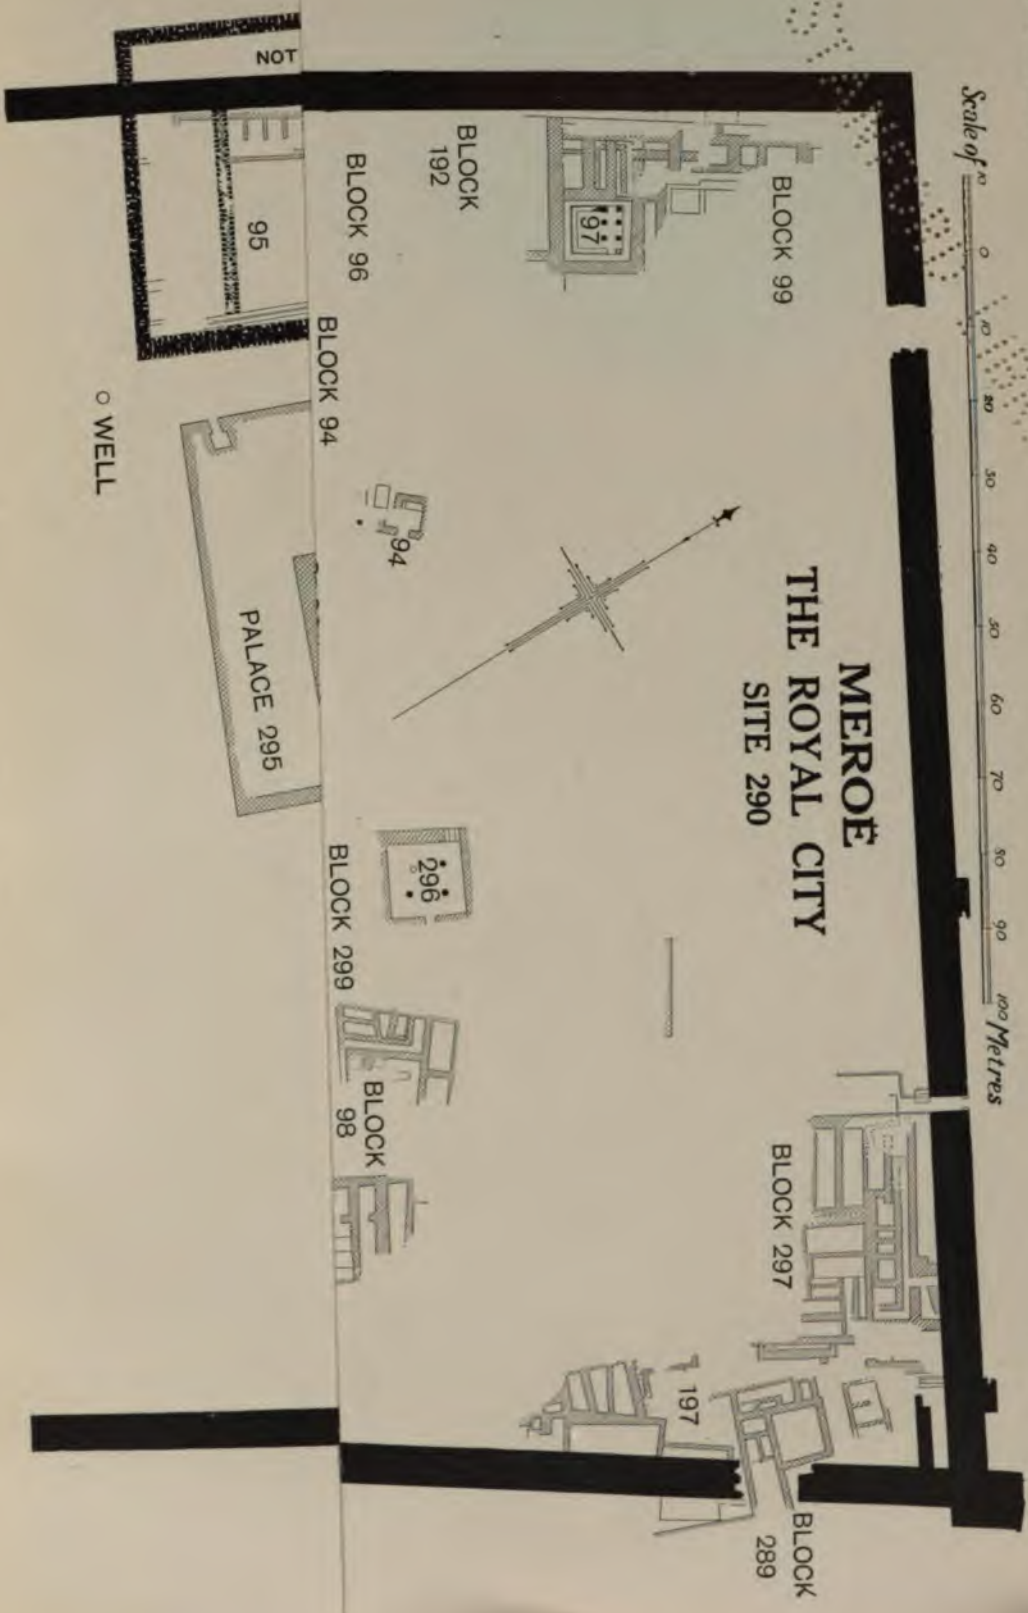 Scale of 10 0 10 20 30 40 50 60 70 80 90 100 Metres
MEROË
THE ROYAL CITY
SITE 290
BLOCK 99
97
BLOCK
192
BLOCK 96
NOT
95
BLOCK 94
94
WELL
PALACE 295
296
BLOCK 299
BLOCK
98
BLOCK 297
197
BLOCK
289